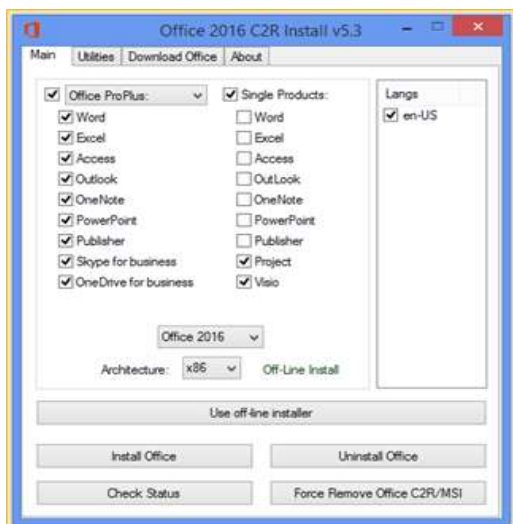 Office 2016 C2R Install v5.3
Main Utilities Download Office About
Office ProPlus: Single Products: Langs
Word Word en-US
Excel Excel
Access Access
Outlook OutLook
OneNote OneNote
PowerPoint PowerPoint
Publisher Publisher
Skype for business Project
OneDrive for business Visio
Office 2016
Architecture: x86 Off-Line Install
Use off-line installer
Install Office Uninstall Office
Check Status Force Remove Office C2R/MSI